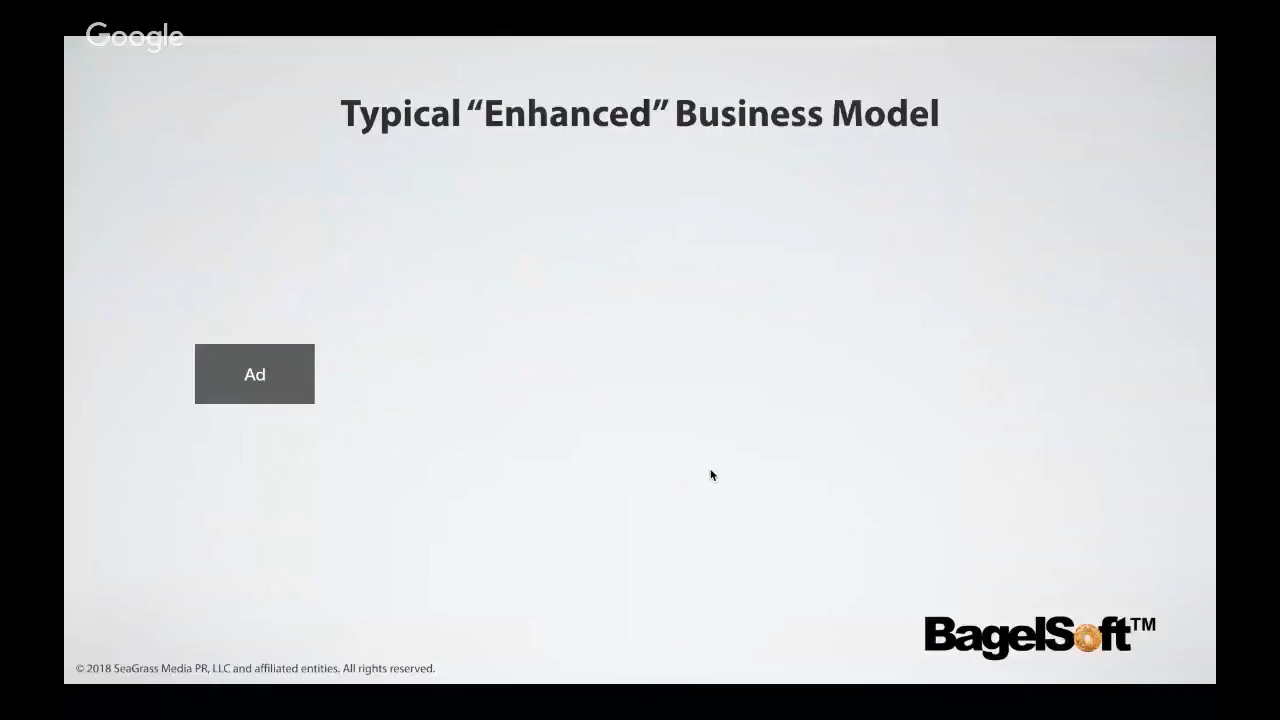 Google
Typical “Enhanced” Business Model
Ad
BagelSoft™
© 2018 SeaGrass Media PR, LLC and affiliated entities. All rights reserved.